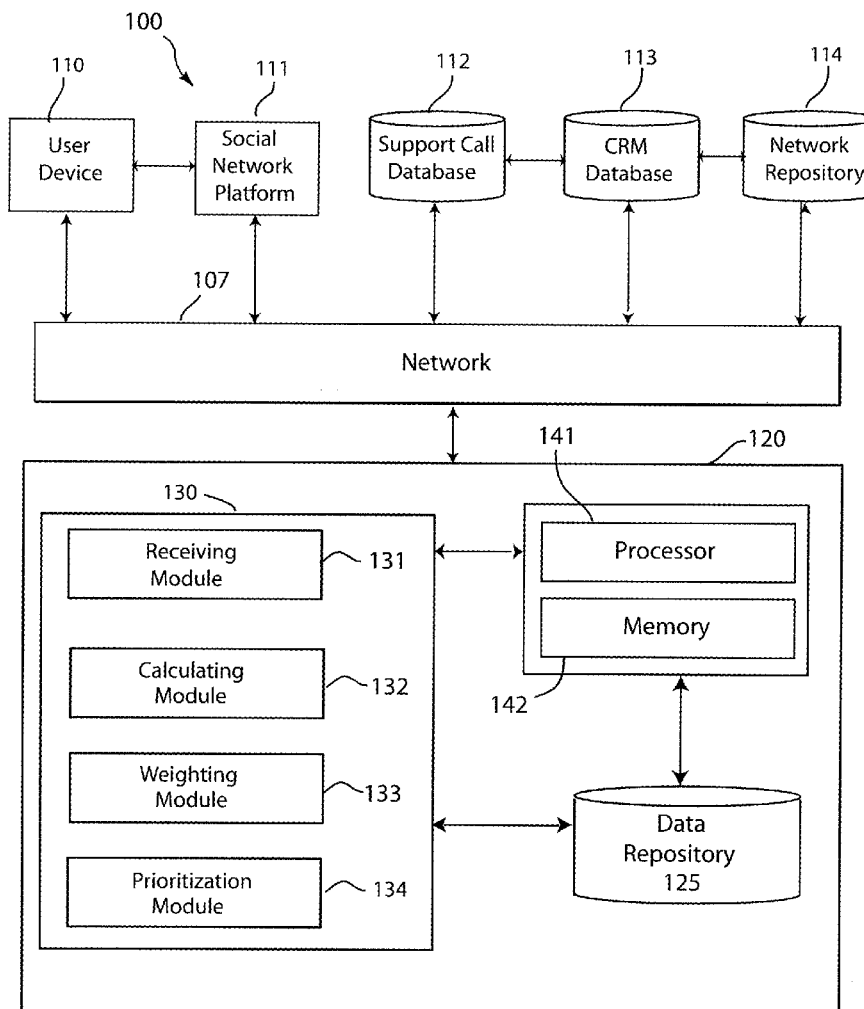 100
110
111
112
113
114
User
Device
Social
Network
Platform
Support Call
Database
CRM
Database
Network
Repository
107
Network
120
130
141
Receiving
Module
131
Processor
Calculating
Module
132
Memory
142
Weighting
Module
133
Data
Repository
125
Prioritization
Module
134